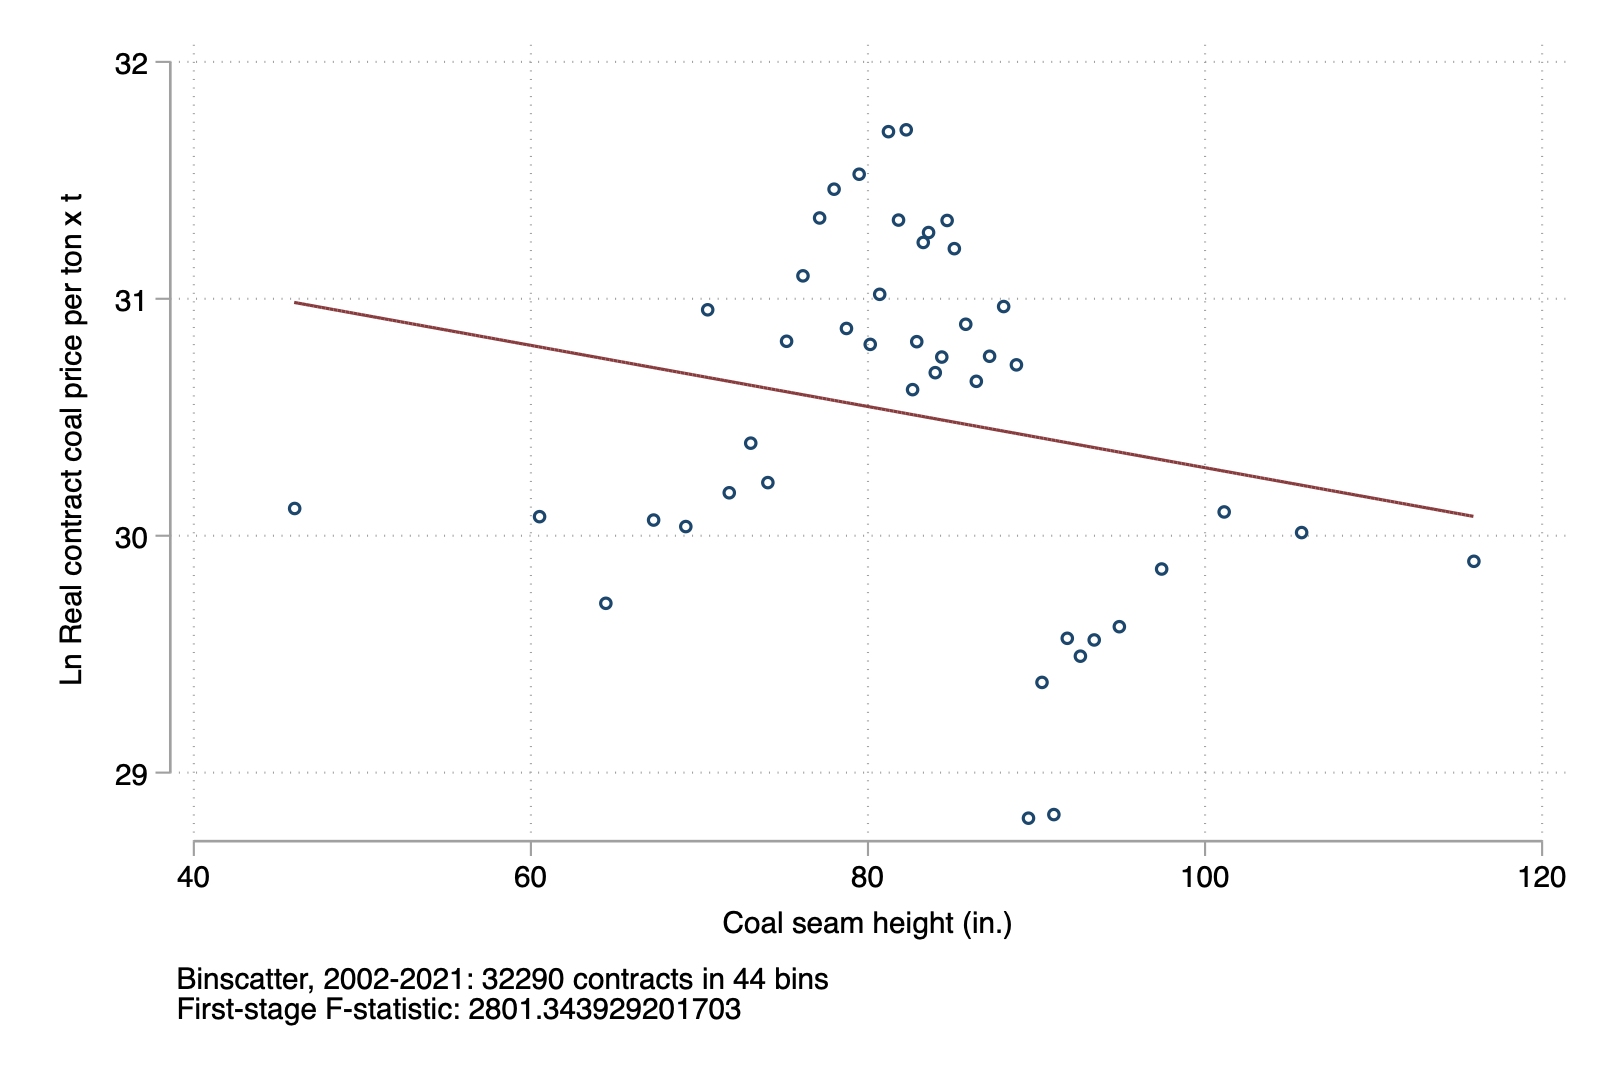 32
31
30
29
Ln Real contract coal price per ton x t
40 60 80 100 120
Coal seam height (in.)
Binscatter, 2002-2021: 32290 contracts in 44 bins
First-stage F-statistic: 2801.343929201703